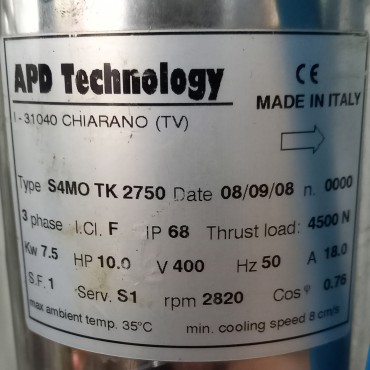 APD Technology
CE
MADE IN ITALY
I - 31040 CHIARANO (TV)
Type S4MO TK 2750 Date 08/09/08 n. 0000
3 phase I.Cl. F IP 68 Thrust load: 4500 N
Kw 7.5 HP 10.0 V 400 Hz 50 A 18.0
S.F. 1 Serv. S1 rpm 2820 Cos φ 0.76
max ambient temp. 35°C min. cooling speed 8 cm/s